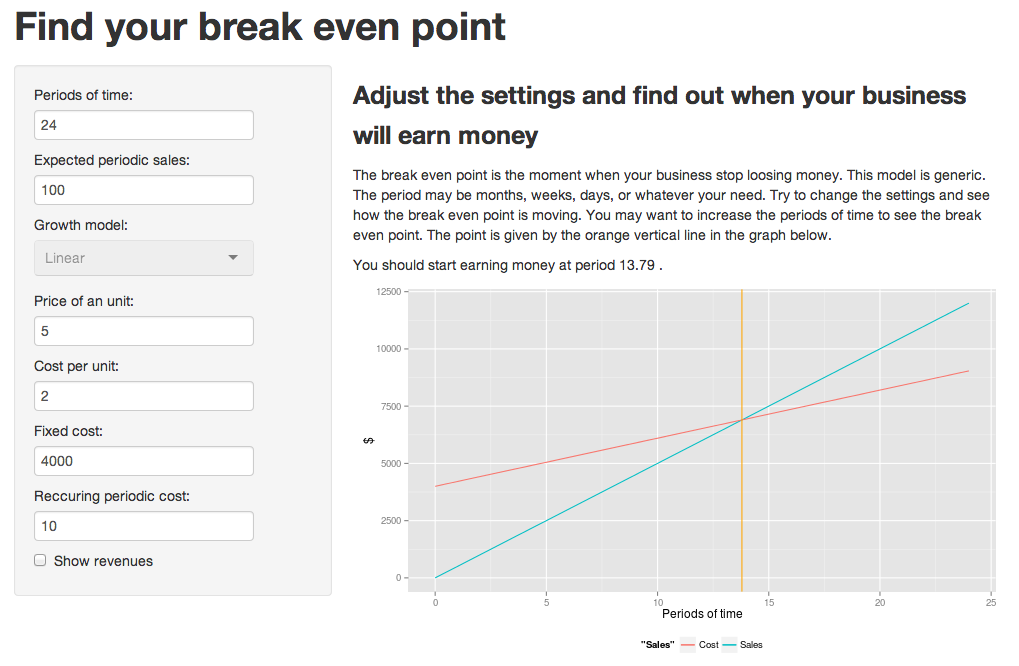 Find your break even point
Periods of time:
24
Expected periodic sales:
100
Growth model:
Linear
Price of an unit:
5
Cost per unit:
2
Fixed cost:
4000
Reccuring periodic cost:
10
Show revenues
Adjust the settings and find out when your business
will earn money
The break even point is the moment when your business stop loosing money. This model is generic.
The period may be months, weeks, days, or whatever your need. Try to change the settings and see
how the break even point is moving. You may want to increase the periods of time to see the break
even point. The point is given by the orange vertical line in the graph below.
You should start earning money at period 13.79 .
12500
10000
7500
$
5000
2500
0
0 5 10 15 20 25
Periods of time
"Sales" Cost Sales